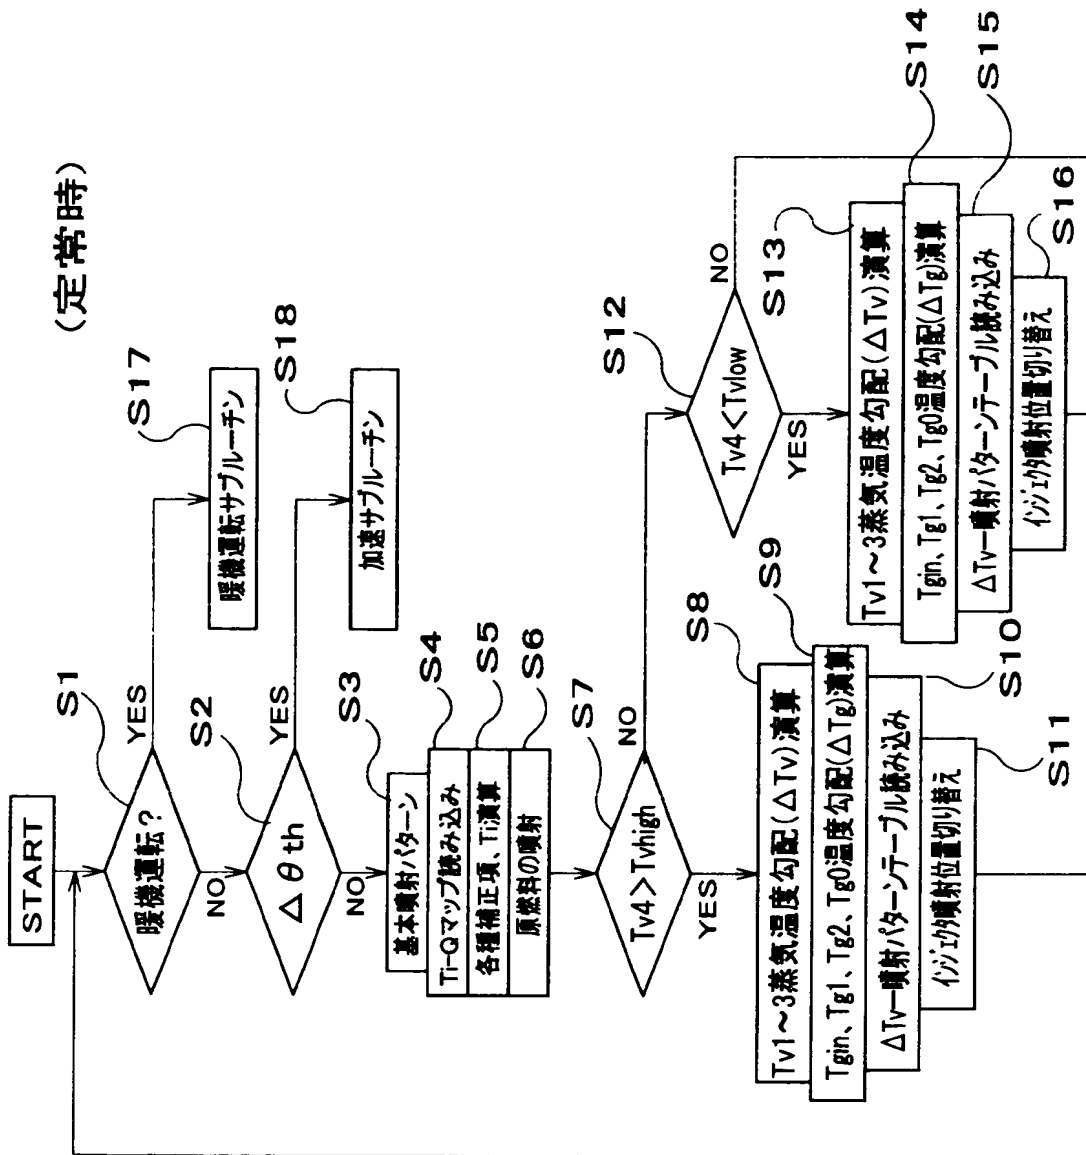 (定常時)
START
S1
暖機運転?
YES
NO
S17
暖機運転サブルーチン
S2
Δθth
YES
NO
S18
加速サブルーチン
S3
基本噴射パターン
S4
Ti-Qマップ読み込み
S5
各種補正項、Ti演算
S6
原燃料の噴射
S7
Tv4>Tvhigh
NO
YES
S8
Tv1～3蒸気温度勾配(ΔTv)演算
S9
Tgin、Tg1、Tg2、Tg0温度勾配(ΔTg)演算
S10
ΔTv―噴射パターンテーブル読み込み
S11
インジェクタ噴射位置切り替え
S12
Tv4<Tvlow
NO
YES
S13
Tv1～3蒸気温度勾配(ΔTv)演算
S14
Tgin、Tg1、Tg2、Tg0温度勾配(ΔTg)演算
S15
ΔTv―噴射パターンテーブル読み込み
S16
インジェクタ噴射位置切り替え